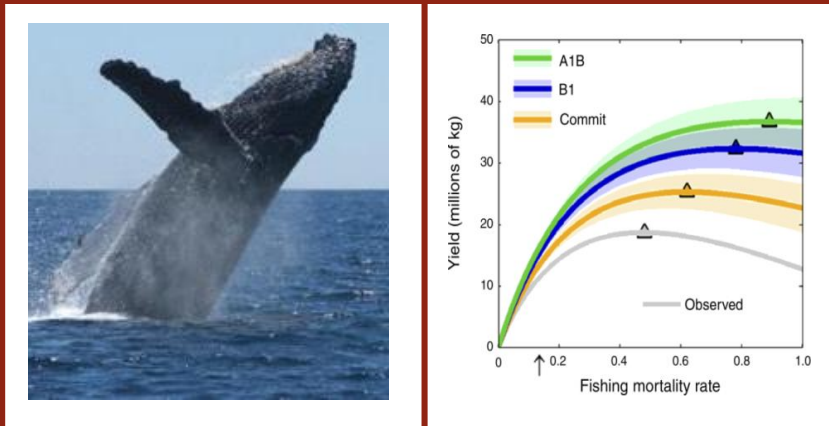 50
40
30
20
10
0
A1B
B1
Commit
Observed
Yield (millions of kg)
0 0.2 0.4 0.6 0.8 1.0
Fishing mortality rate